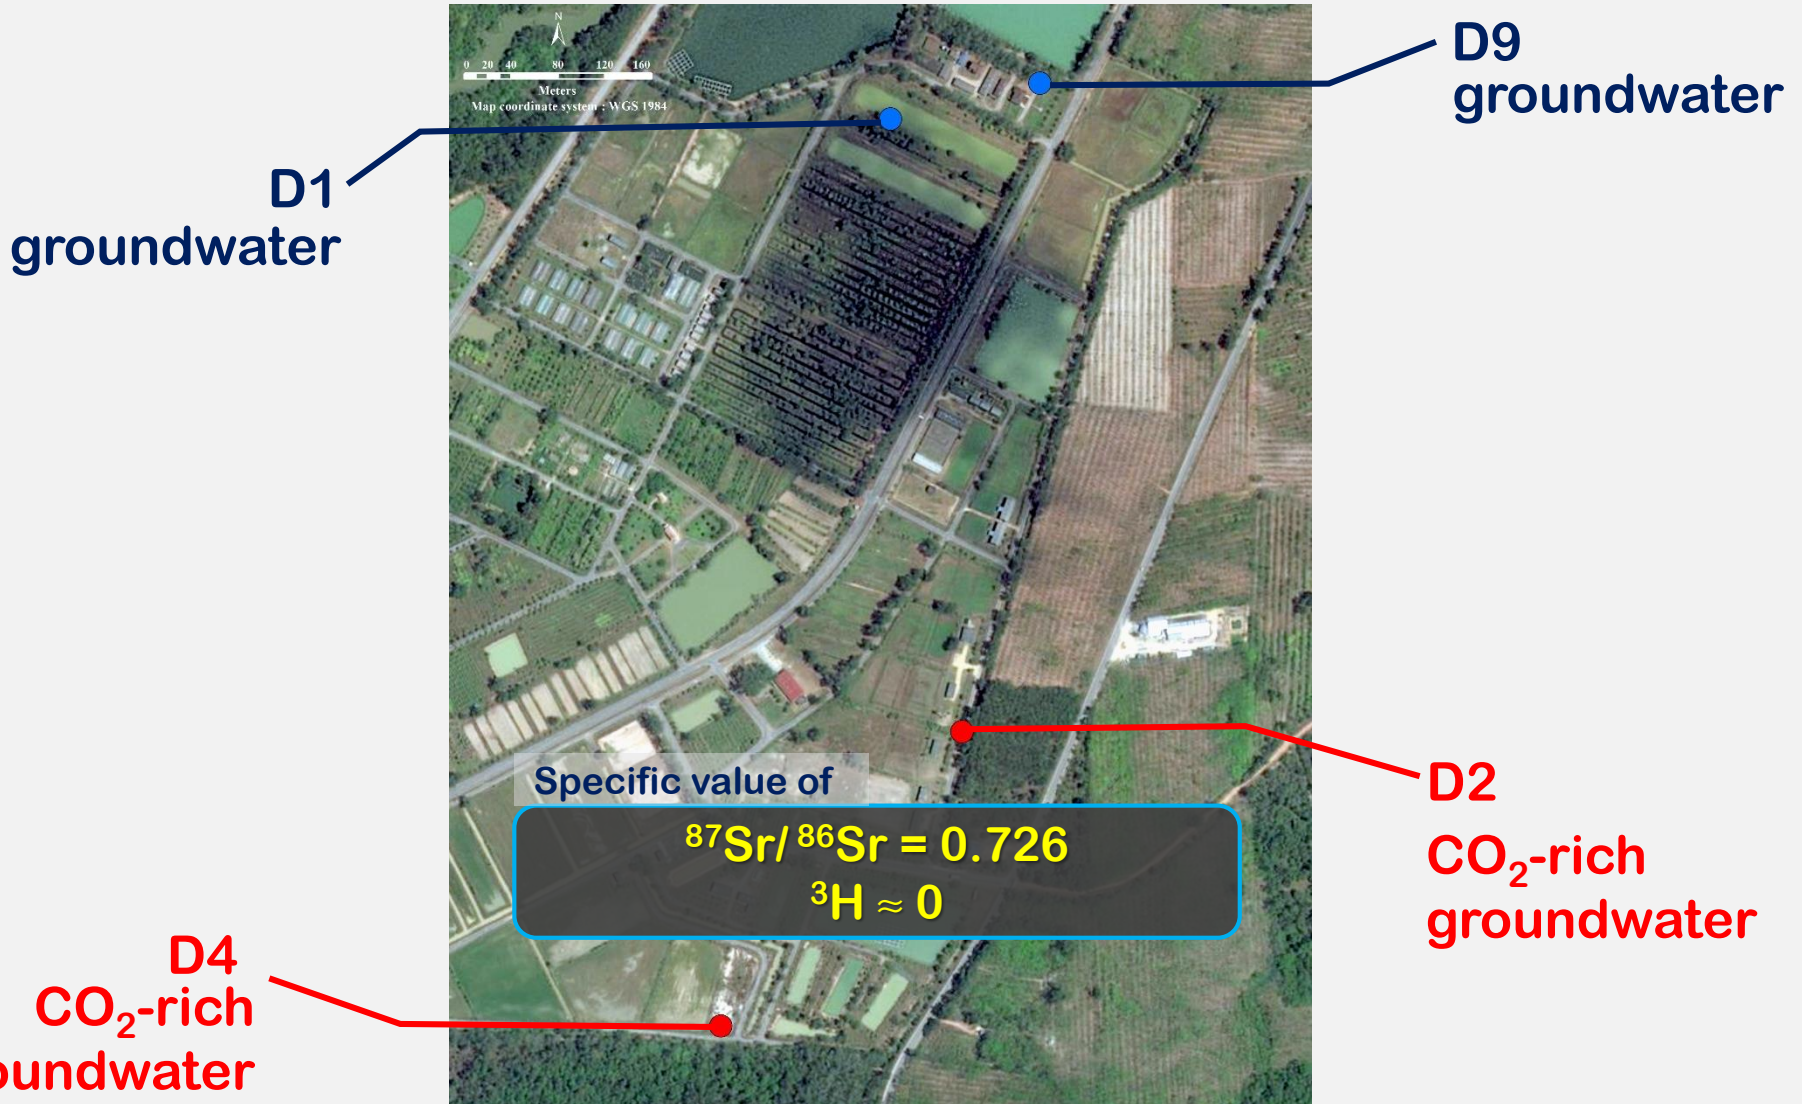 N
0 20 40 80 120 160
Meters
Map coordinate system : WGS 1984
D9
groundwater
D1
groundwater
Specific value of
⁸⁷Sr/ ⁸⁶Sr = 0.726
³H ≈ 0
D2
CO₂-rich
groundwater
D4
CO₂-rich
oundwater